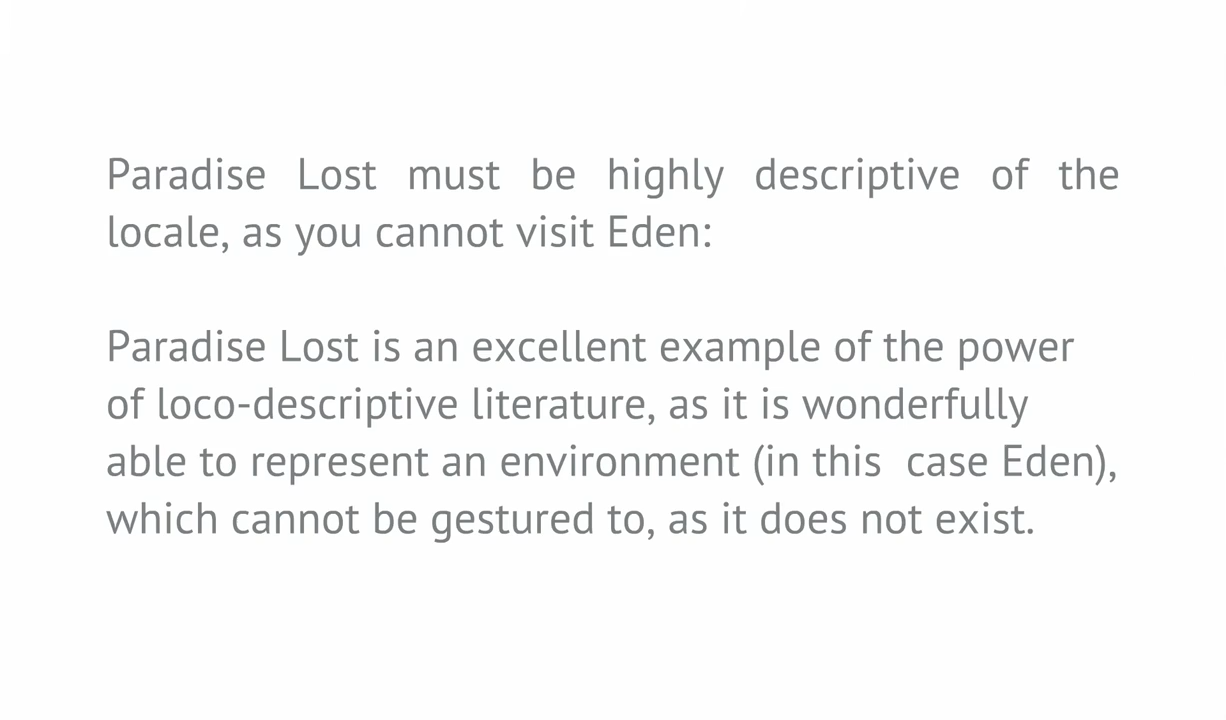 Paradise Lost must be highly descriptive of the
locale, as you cannot visit Eden:
Paradise Lost is an excellent example of the power
of loco-descriptive literature, as it is wonderfully
able to represent an environment (in this  case Eden),
which cannot be gestured to, as it does not exist.